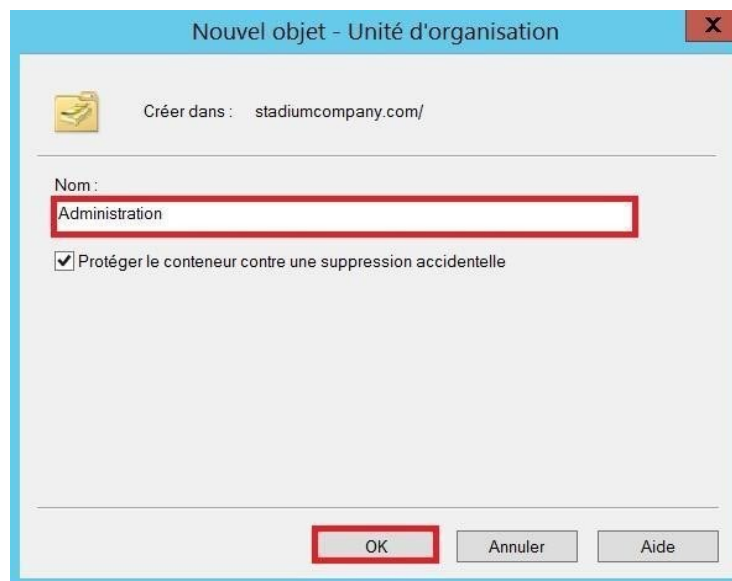 Nouvel objet - Unité d'organisation
X
Créer dans : stadiumcompany.com/
Nom :
Administration
Protéger le conteneur contre une suppression accidentelle
OK Annuler Aide